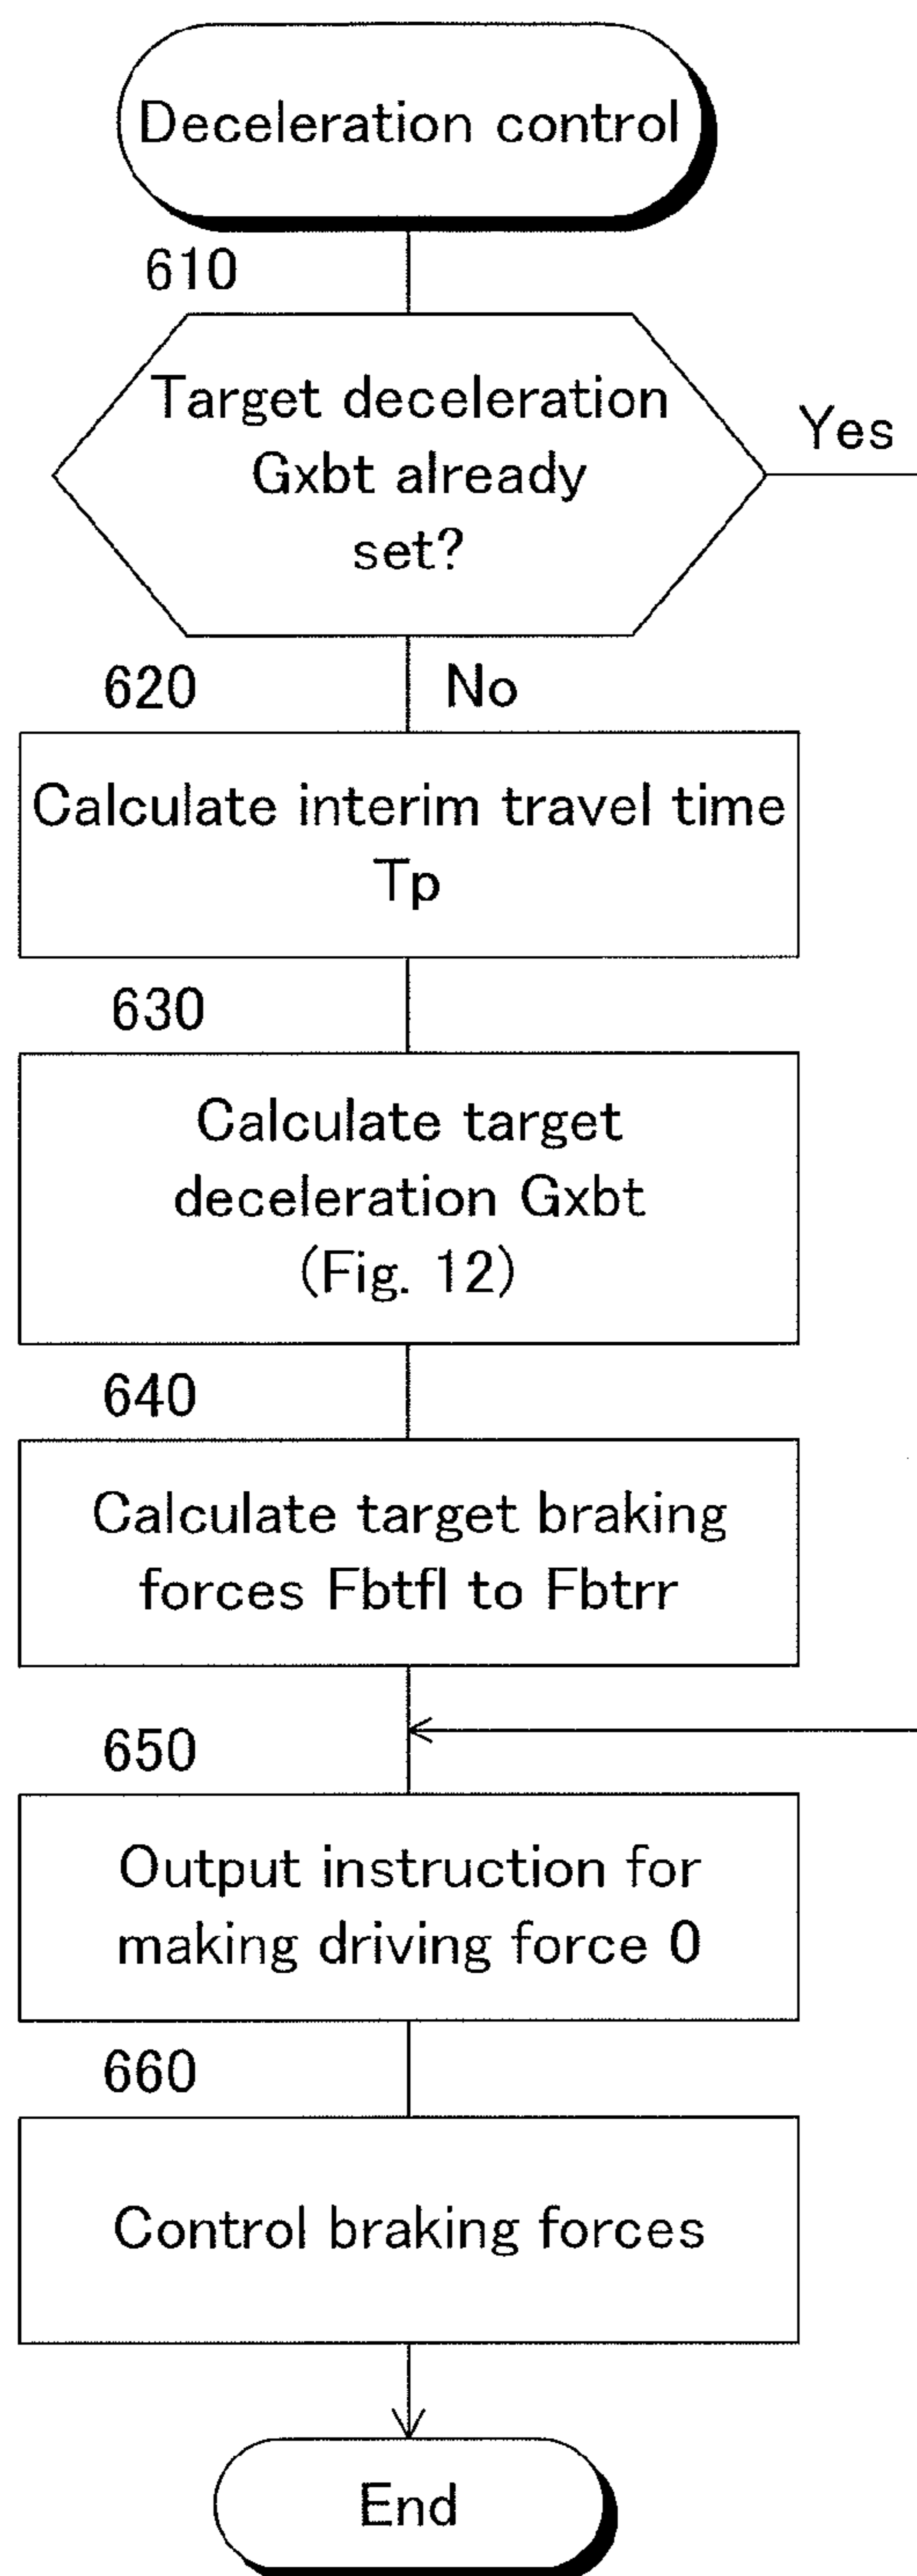 Deceleration control
610
Target deceleration
Gxbt already
set?
Yes
620
No
Calculate interim travel time
Tp
630
Calculate target
deceleration Gxbt
(Fig. 12)
640
Calculate target braking
forces Fbtfl to Fbtrr
650
Output instruction for
making driving force 0
660
Control braking forces
End